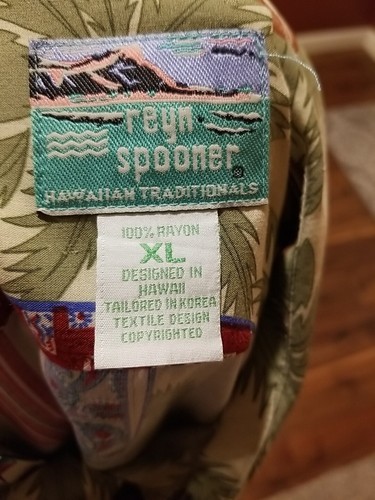 reyn
spooner®
HAWAIIAN TRADITIONALS
100% RAYON
XL
DESIGNED IN
HAWAII
TAILORED IN KOREA
TEXTILE DESIGN
COPYRIGHTED